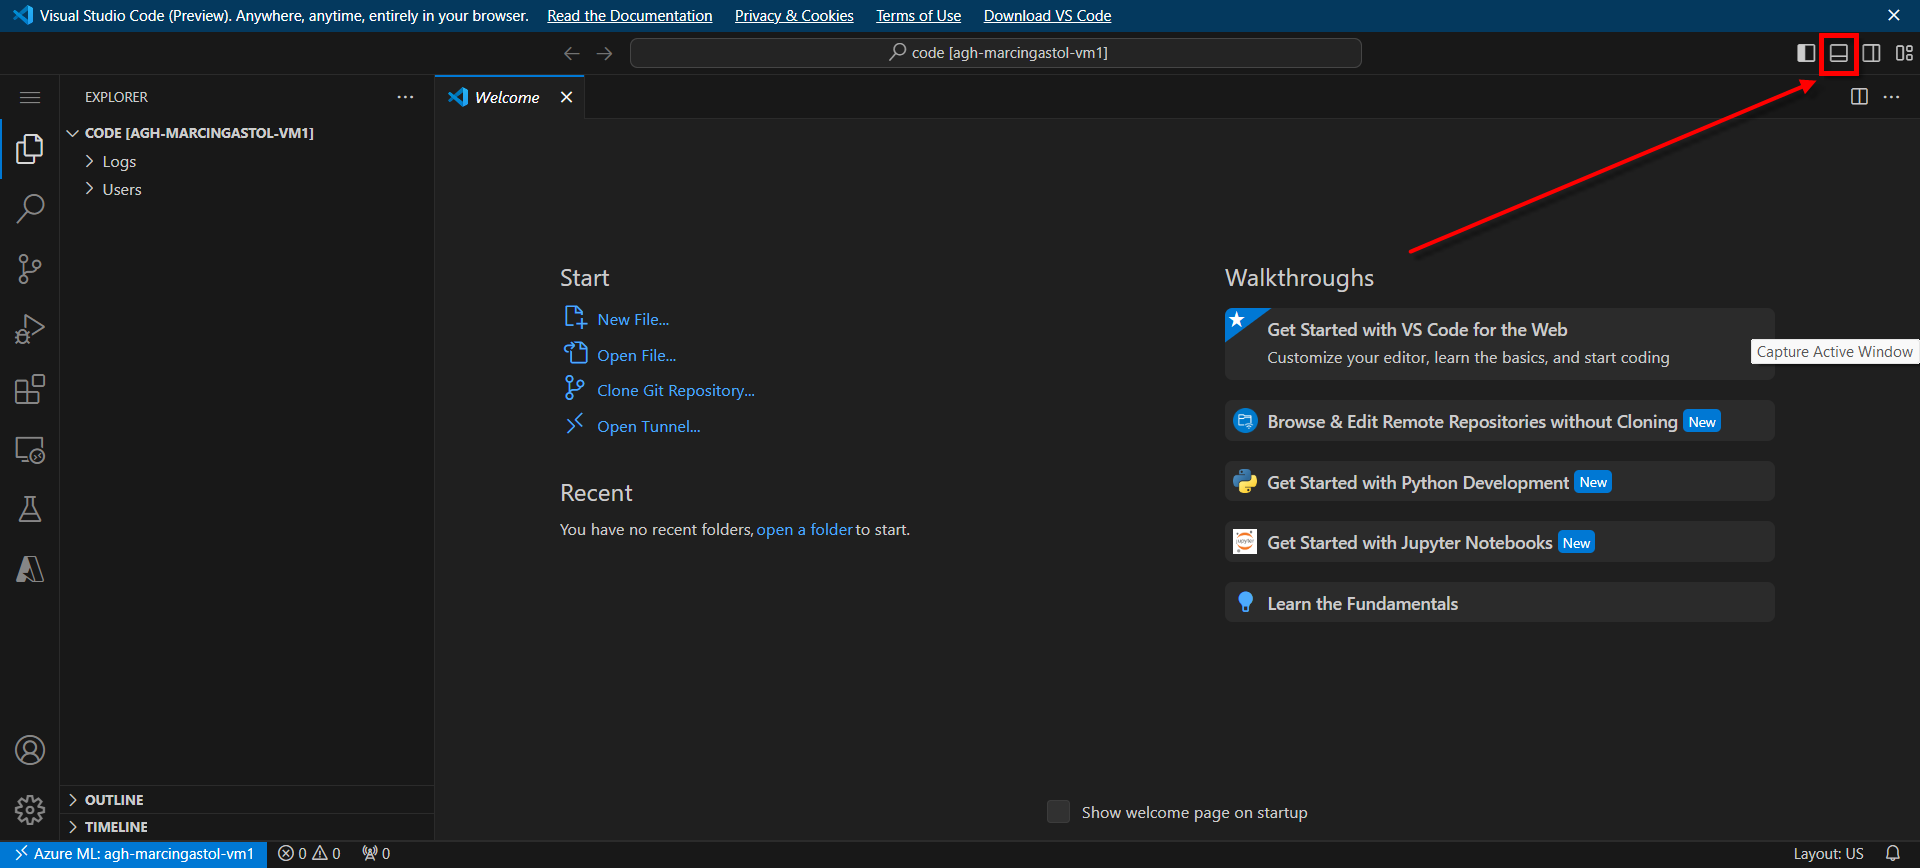 Visual Studio Code (Preview). Anywhere, anytime, entirely in your browser. Read the Documentation Privacy & Cookies Terms of Use Download VS Code
code [agh-marcingastol-vm1]
EXPLORER
Welcome
CODE [AGH-MARCINGASTOL-VM1]
Logs
Users
Start
New File...
Open File...
Clone Git Repository...
Open Tunnel...
Recent
You have no recent folders, open a folder to start.
Walkthroughs
Get Started with VS Code for the Web
Customize your editor, learn the basics, and start coding
Capture Active Window
Browse & Edit Remote Repositories without Cloning New
Get Started with Python Development New
jupyter
Get Started with Jupyter Notebooks New
Learn the Fundamentals
Show welcome page on startup
OUTLINE
TIMELINE
Azure ML: agh-marcingastol-vm1 0 0 0 Layout: US